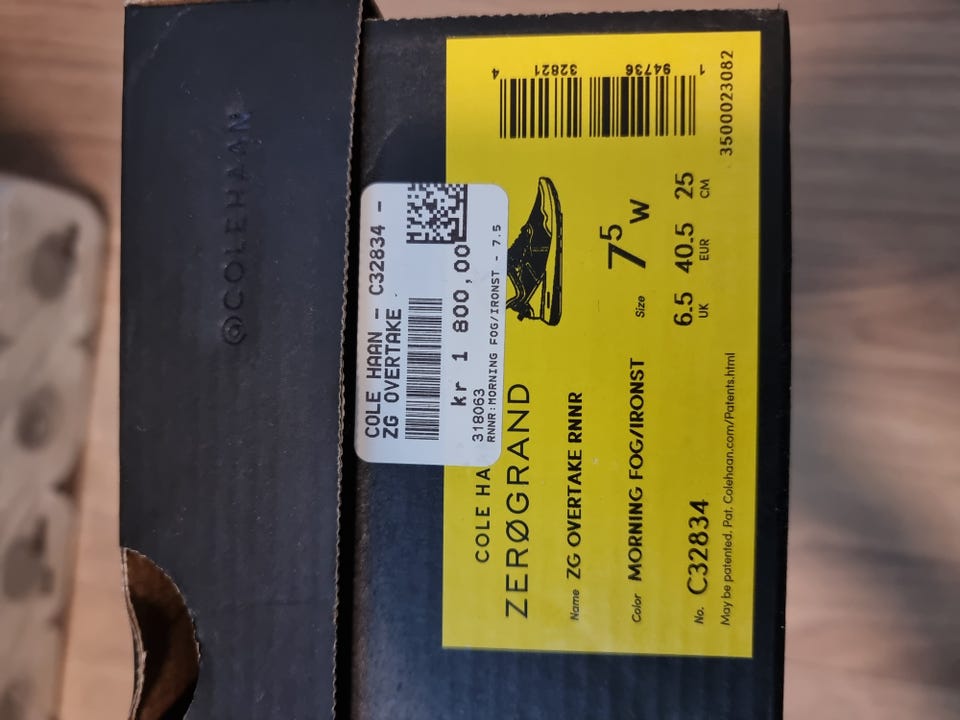 @COLEHAAN
COLE HAAN - C32834 -
ZG OVERTAKE
kr 1 800,00
318063
RNNR:MORNING FOG/IRONST - 7.5
COLE HA
ZERØGRAND
Name ZG OVERTAKE RNNR
Color MORNING FOG/IRONST
Size 7⁵ W
No. C32834
6.5 40.5 25
UK EUR CM
May be patented. Pat. Colehaan.com/Patents.html
1 94736 32821 4
3500023082